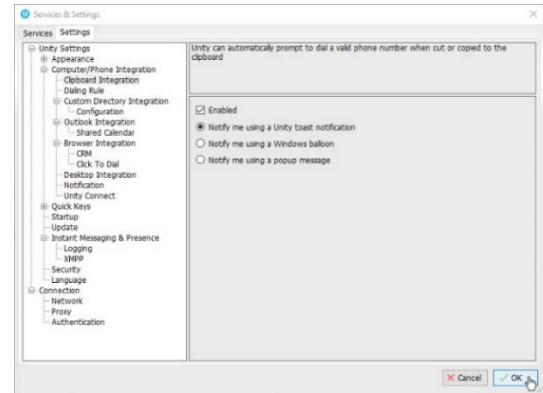 Services & Settings
Services Settings
Unity Settings
Appearance
Computer/Phone Integration
Clipboard Integration
Dialing Rule
Custom Directory Integration
Configuration
Outlook Integration
Shared Calendar
Browser Integration
CRM
Click To Dial
Desktop Integration
Notification
Unity Connect
Quick Keys
Startup
Update
Instant Messaging & Presence
Logging
XMPP
Security
Language
Connection
Network
Proxy
Authentication
Unity can automatically prompt to dial a valid phone number when cut or copied to the
clipboard
Enabled
Notify me using a Unity toast notification
Notify me using a Windows balloon
Notify me using a popup message
Cancel OK